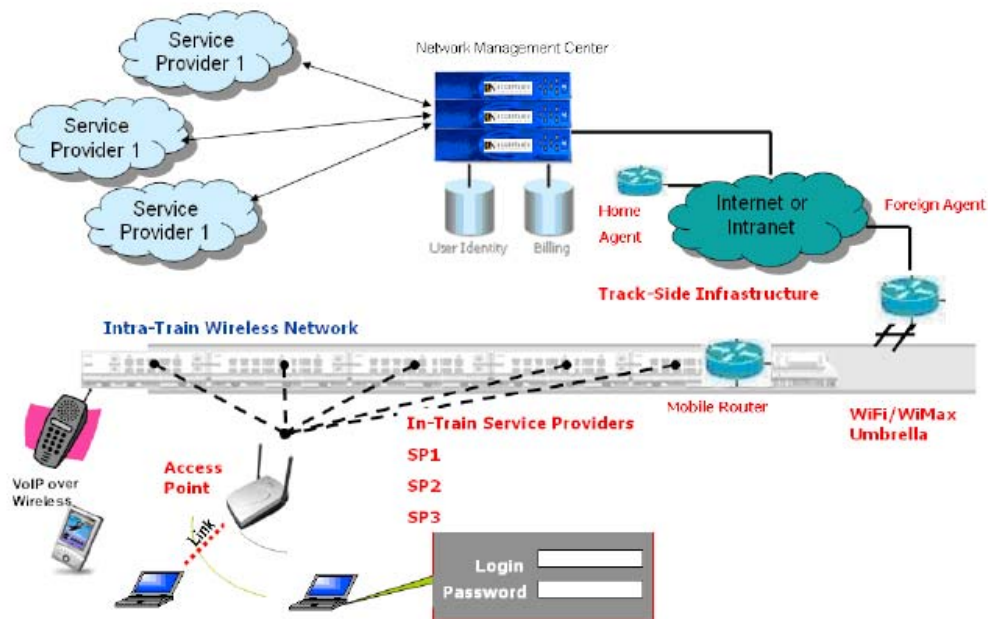 Service
Provider 1
Network Management Center
Service
Provider 1
Service
Provider 1
User Identity
Billing
Home
Agent
Internet or
Intranet
Foreign Agent
Track-Side Infrastructure
Intra-Train Wireless Network
Mobile Router
WiFi/WiMax
Umbrella
In-Train Service Providers
SP1
SP2
SP3
VoIP over
Wireless
Access
Point
Link
Login
Password